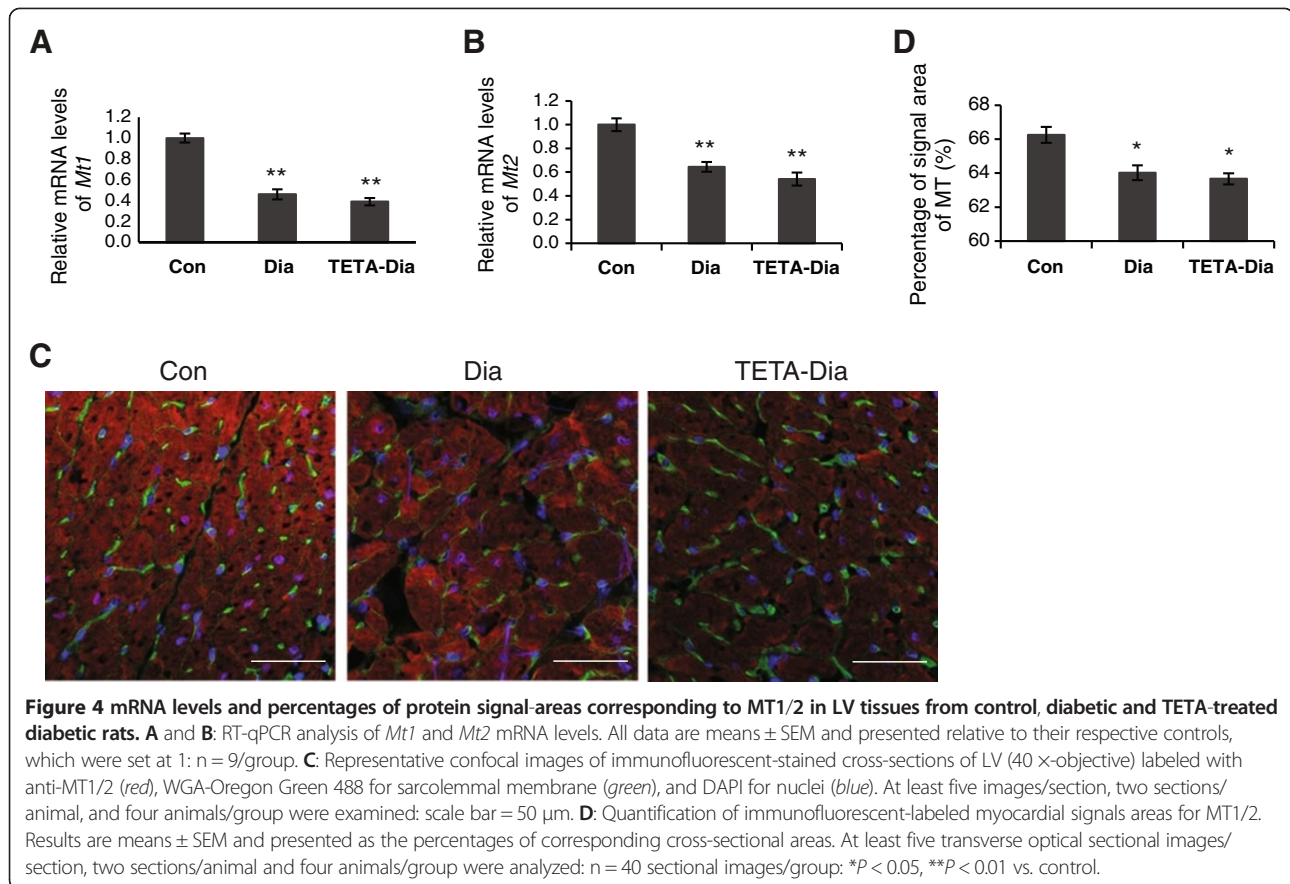 A
Relative mRNA levels
of Mt1
1.2
1.0
0.8
0.6
0.4
0.2
0.0
**
**
Con Dia TETA-Dia
B
Relative mRNA levels
of Mt2
1.2
1.0
0.8
0.6
0.4
0.2
0.0
**
**
Con Dia TETA-Dia
D
Percentage of signal area
of MT (%)
68
66
64
62
60
*
*
Con Dia TETA-Dia
C
Con Dia TETA-Dia
Figure 4 mRNA levels and percentages of protein signal-areas corresponding to MT1/2 in LV tissues from control, diabetic and TETA-treated
diabetic rats. A and B: RT-qPCR analysis of Mt1 and Mt2 mRNA levels. All data are means ± SEM and presented relative to their respective controls,
which were set at 1: n = 9/group. C: Representative confocal images of immunofluorescent-stained cross-sections of LV (40 ×-objective) labeled with
anti-MT1/2 (red), WGA-Oregon Green 488 for sarcolemmal membrane (green), and DAPI for nuclei (blue). At least five images/section, two sections/
animal, and four animals/group were examined: scale bar = 50 μm. D: Quantification of immunofluorescent-labeled myocardial signals areas for MT1/2.
Results are means ± SEM and presented as the percentages of corresponding cross-sectional areas. At least five transverse optical sectional images/
section, two sections/animal and four animals/group were analyzed: n = 40 sectional images/group: *P < 0.05, **P < 0.01 vs. control.